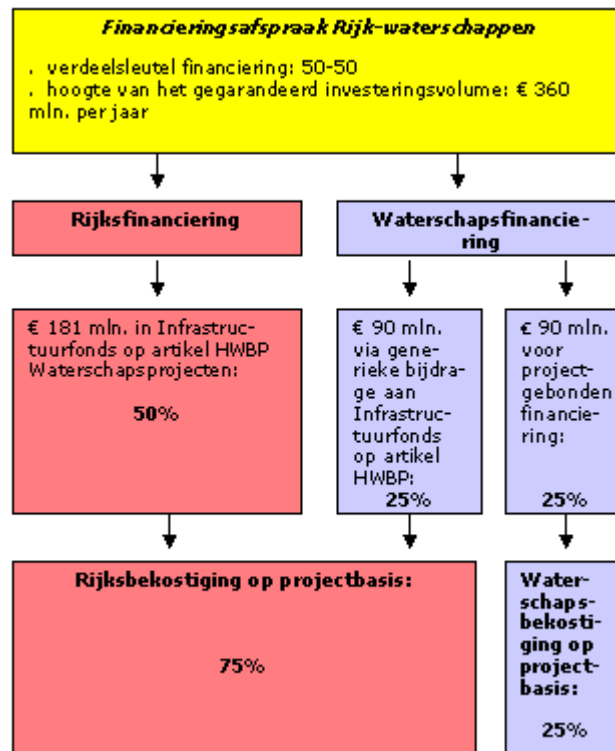 Financieringsafspraak Rijk-waterschappen
. verdeelsleutel financiering: 50-50
. hoogte van het gegarandeerd investeringsvolume: € 360
mln. per jaar
Rijksfinanciering
Waterschapsfinancie-
ring
€ 181 mln. in Infrastruc-
tuurfonds op artikel HWBP
Waterschapsprojecten:
50%
€ 90 mln.
via gene-
rieke bijdra-
ge aan
Infrastruc-
tuurfonds
op artikel
HWBP:
25%
€ 90 mln.
voor
project-
gebonden
financie-
ring:
25%
Rijksbekostiging op projectbasis:
75%
Water-
schaps-
bekosti-
ging op
project-
basis:
25%